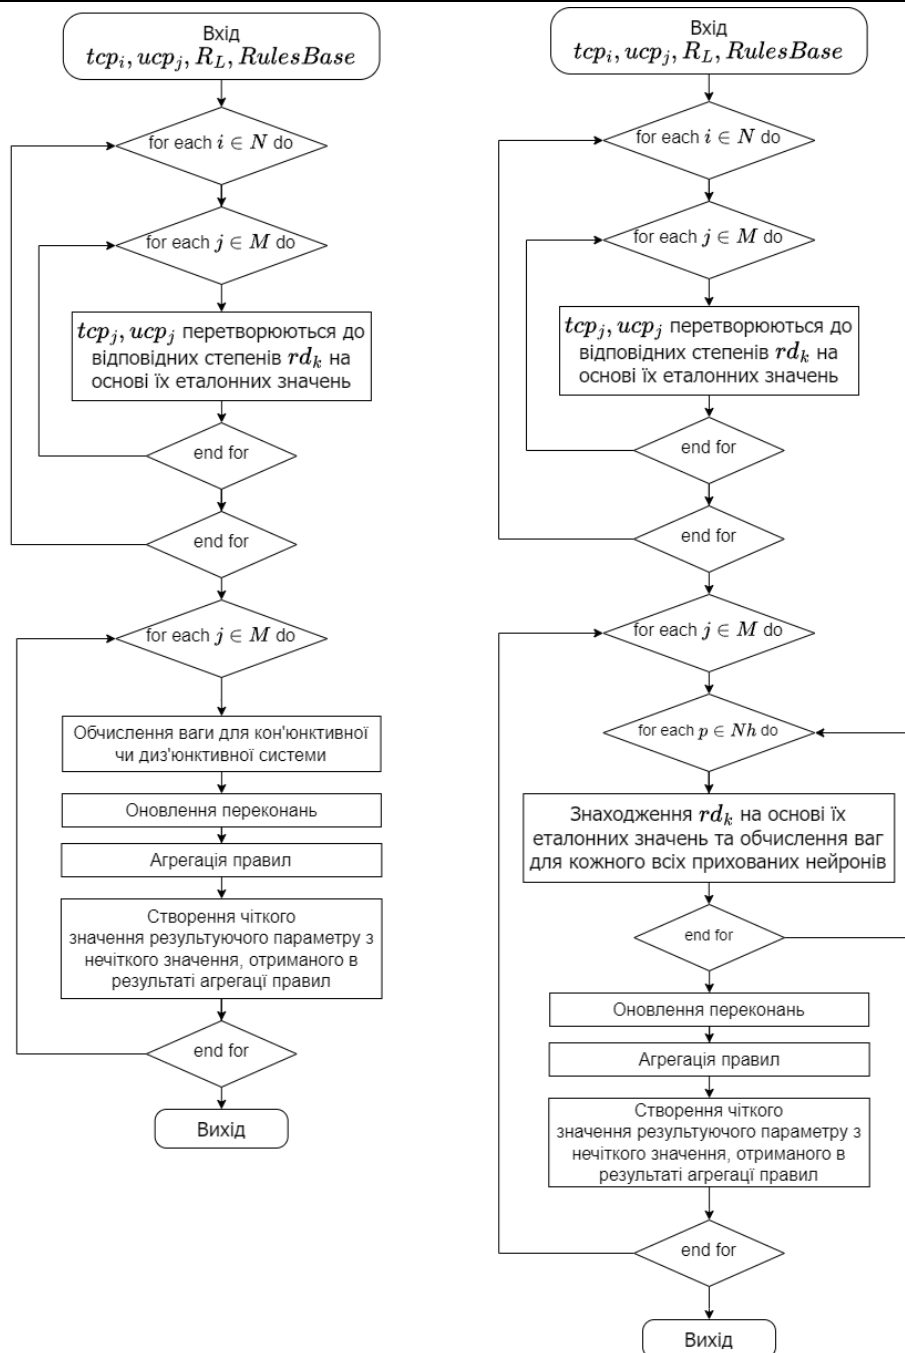 Вхід
tcp_i, ucp_j, R_L, RulesBase
for each i ∈ N do
for each j ∈ M do
tcp_j, ucp_j перетворюються до
відповідних степенів rd_k на
основі їх еталонних значень
end for
end for
for each j ∈ M do
Обчислення ваги для кон'юнктивної
чи диз'юнктивної системи
Оновлення переконань
Агрегація правил
Створення чіткого
значення результуючого параметру з
нечіткого значення, отриманого в
результаті агрегації правил
end for
Вихід
Вхід
tcp_i, ucp_j, R_L, RulesBase
for each i ∈ N do
for each j ∈ M do
tcp_j, ucp_j перетворюються до
відповідних степенів rd_k на
основі їх еталонних значень
end for
end for
for each j ∈ M do
for each p ∈ Nh do
Знаходження rd_k на основі їх
еталонних значень та обчислення ваг
для кожного всіх прихованих нейронів
end for
Оновлення переконань
Агрегація правил
Створення чіткого
значення результуючого параметру з
нечіткого значення, отриманого в
результаті агрегації правил
end for
Вихід